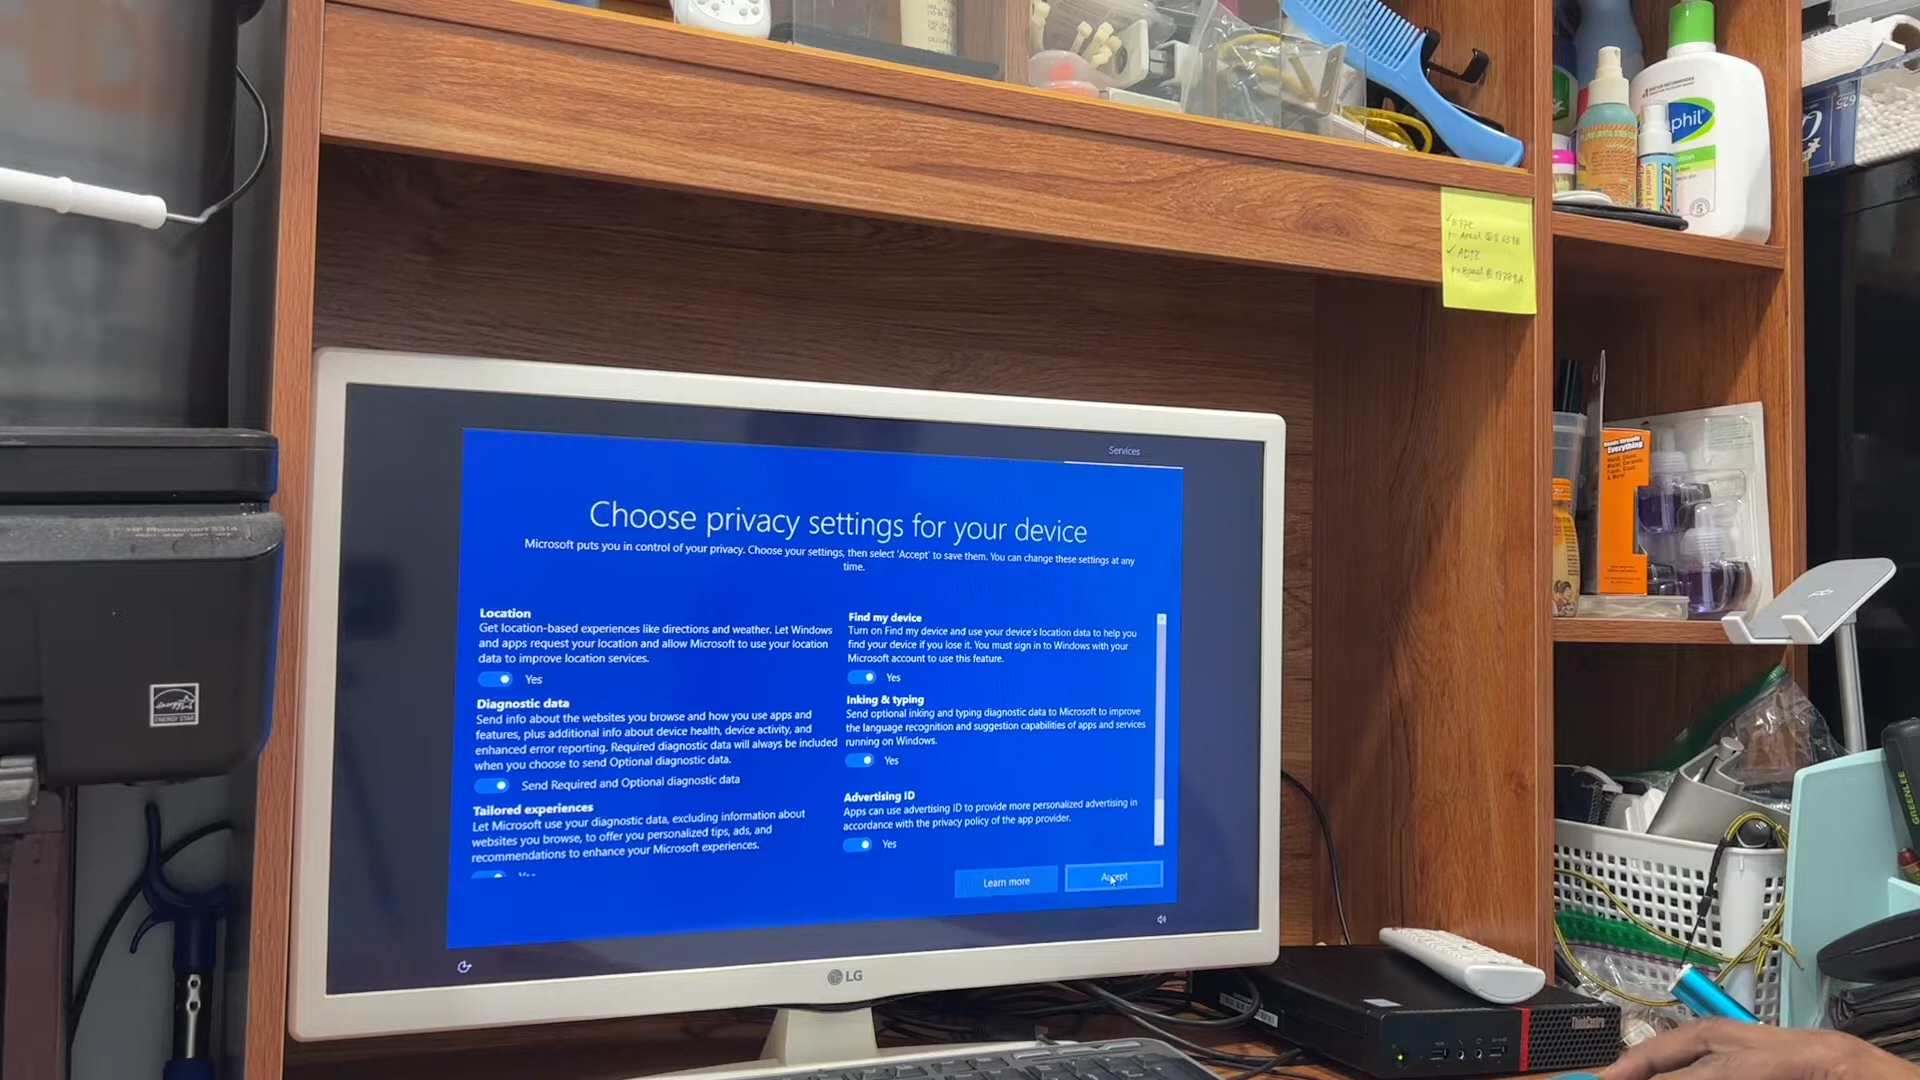 Services
Choose privacy settings for your device
Microsoft puts you in control of your privacy. Choose your settings, then select 'Accept' to save them. You can change these settings at any
time.
Location
Get location-based experiences like directions and weather. Let Windows
and apps request your location and allow Microsoft to use your location
data to improve location services.
Yes
Diagnostic data
Send info about the websites you browse and how you use apps and
features, plus additional info about device health, device activity, and
enhanced error reporting. Required diagnostic data will always be included
when you choose to send Optional diagnostic data.
Send Required and Optional diagnostic data
Tailored experiences
Let Microsoft use your diagnostic data, excluding information about
websites you browse, to offer you personalized tips, ads, and
recommendations to enhance your Microsoft experiences.
Yes
Find my device
Turn on Find my device and use your device's location data to help you
find your device if you lose it. You must sign in to Windows with your
Microsoft account to use this feature.
Yes
Inking & typing
Send optional inking and typing diagnostic data to Microsoft to improve
the language recognition and suggestion capabilities of apps and services
running on Windows.
Yes
Advertising ID
Apps can use advertising ID to provide more personalized advertising in
accordance with the privacy policy of the app provider.
Yes
Learn more
Accept
LG
ThinkCentre
ENERGY STAR
phil
Everything
GREENLEE
625